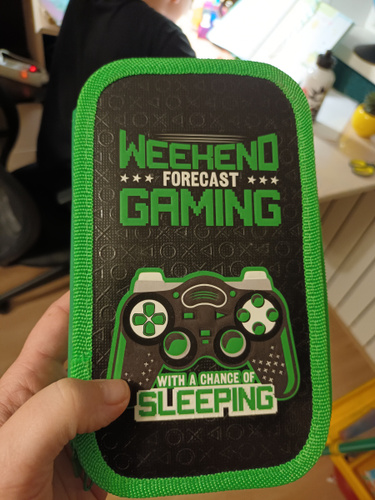 WEEKEND
FORECAST
GAMING
WITH A CHANCE OF
SLEEPING